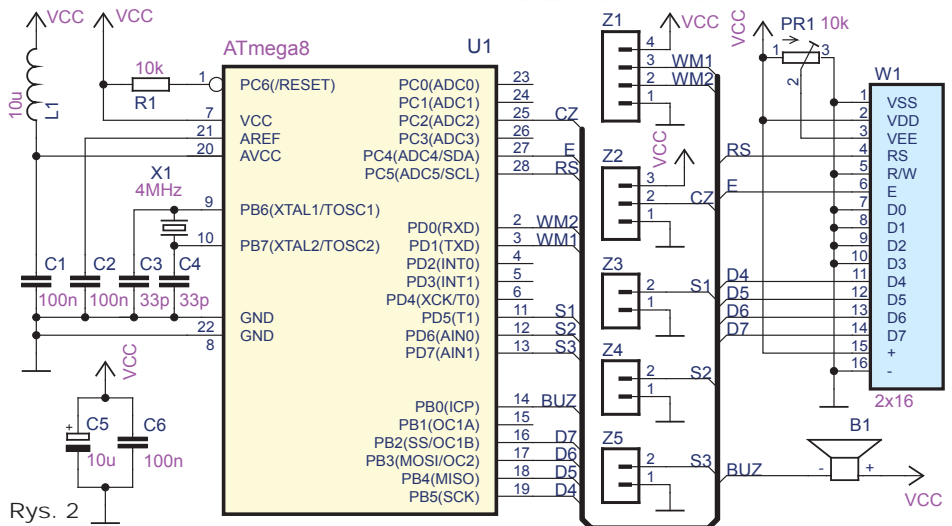 VCC
VCC
10u
L1
10k
R1
ATmega8
U1
1 PC6(/RESET)
7 VCC
21 AREF
20 AVCC
X1
4MHz
9 PB6(XTAL1/TOSC1)
10 PB7(XTAL2/TOSC2)
C1 C2 C3 C4
100n 100n 33p 33p
GND
22 GND
8
PC0(ADC0) 23
PC1(ADC1) 24
PC2(ADC2) 25 CZ
PC3(ADC3) 26
PC4(ADC4/SDA) 27 E
PC5(ADC5/SCL) 28 RS
PD0(RXD) 2 WM2
PD1(TXD) 3 WM1
PD2(INT0) 4
PD3(INT1) 5
PD4(XCK/T0) 6
PD5(T1) 11 S1
PD6(AIN0) 12 S2
PD7(AIN1) 13 S3
PB0(ICP) 14 BUZ
PB1(OC1A) 15
PB2(SS/OC1B) 16 D7
PB3(MOSI/OC2) 17 D6
PB4(MISO) 18 D5
PB5(SCK) 19 D4
VCC
+
C5
10u
C6
100n
Rys. 2
Z1
4 VCC
3 WM1
2 WM2
1
Z2
VCC
3
2 CZ
1
Z3
2 S1
1
Z4
2 S2
1
Z5
2 S3
1
VCC
PR1 10k
1 3
2
W1
1 VSS
2 VDD
3 VEE
RS 4 RS
5 R/W
E 6 E
7 D0
8 D1
9 D2
10 D3
D4 11 D4
D5 12 D5
D6 13 D6
D7 14 D7
15 +
16 -
2x16
B1
BUZ
- +
VCC